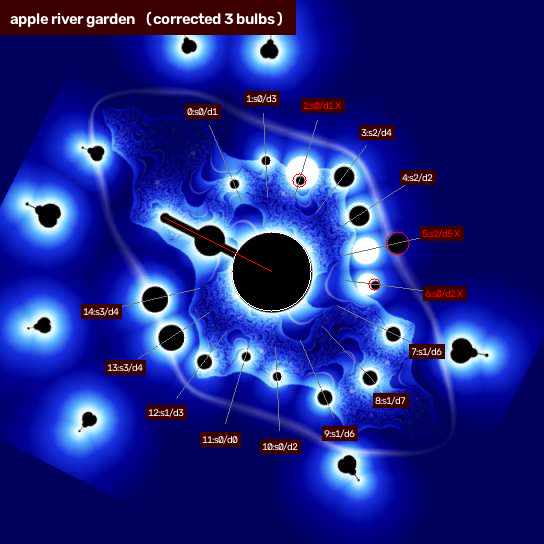 apple river garden (corrected 3 bulbs)
1:s0/d3
2:s0/d1 X
0:s0/d1
3:s2/d4
4:s2/d2
5:s2/d5 X
6:s0/d2 X
14:s3/d4
7:s1/d6
13:s3/d4
8:s1/d7
12:s1/d3
9:s1/d6
11:s0/d0
10:s0/d2